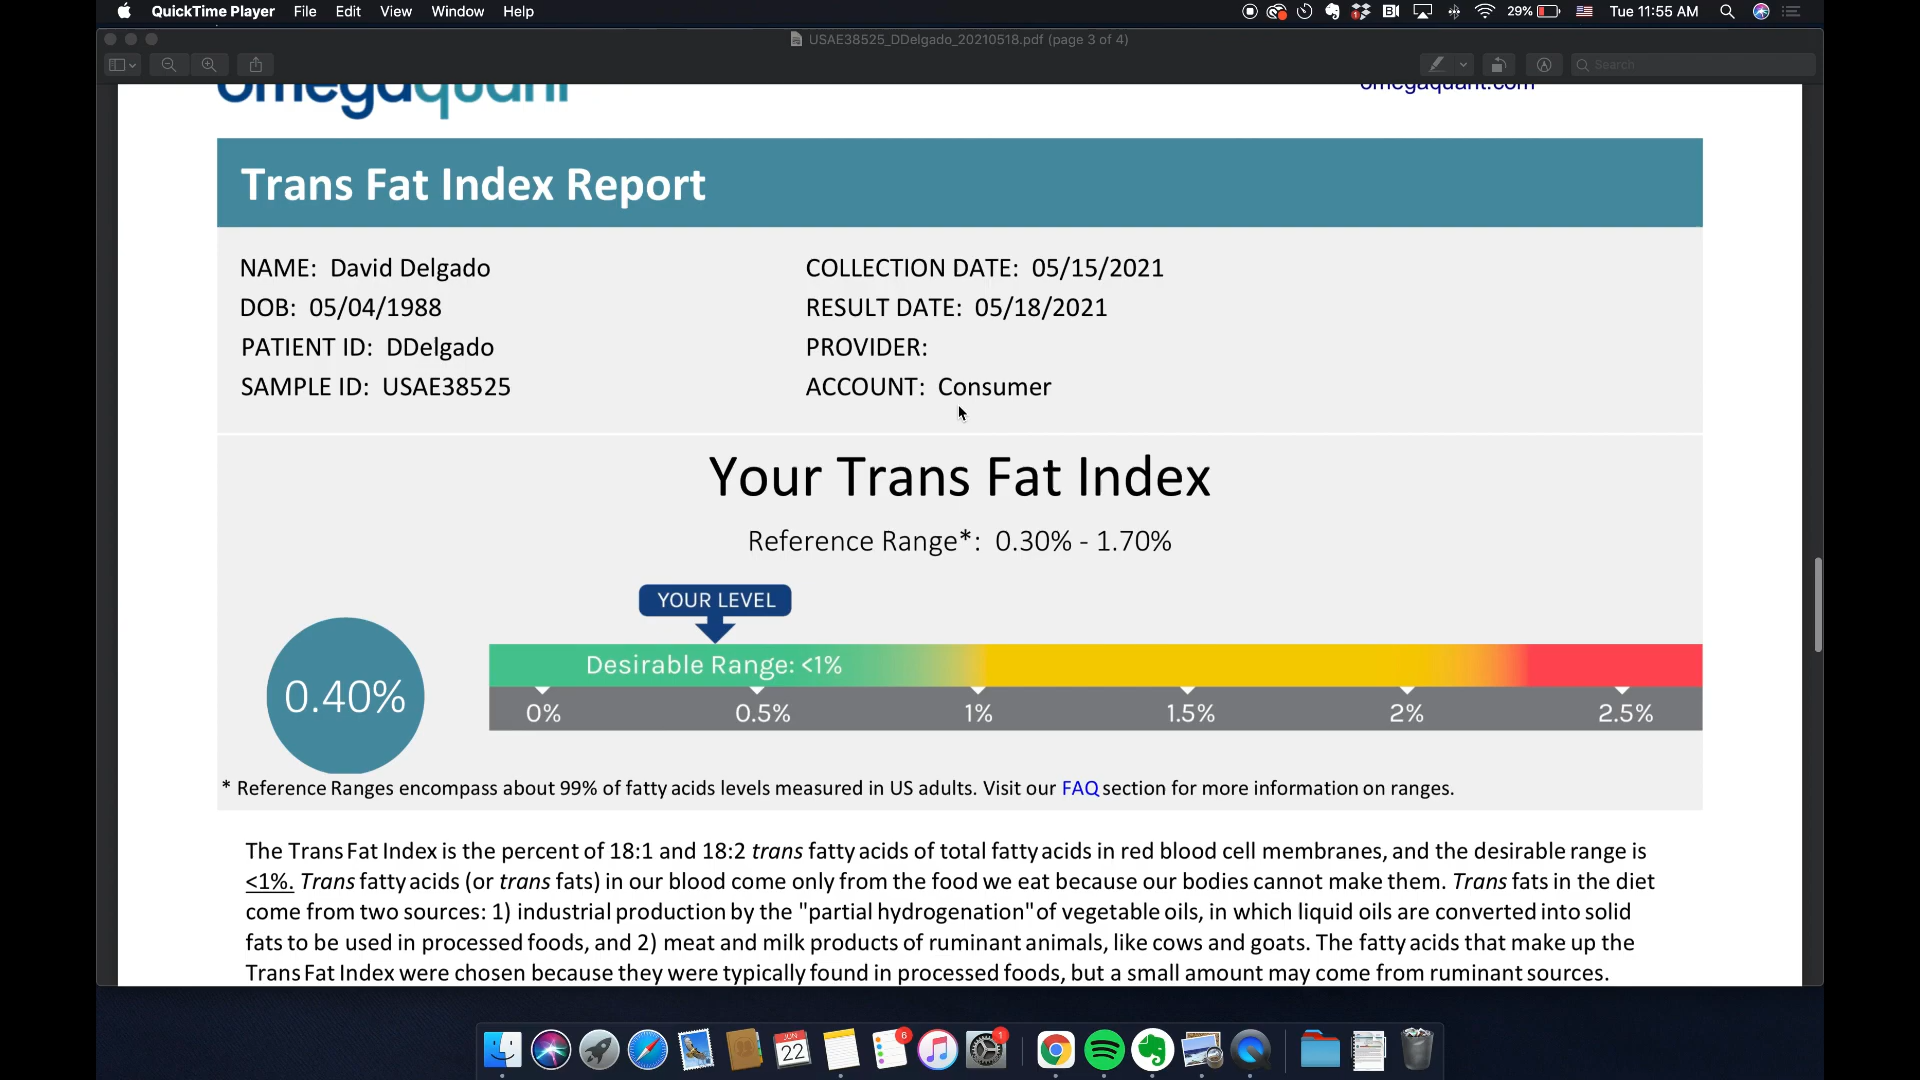 QuickTime Player File Edit View Window Help 29% Tue 11:55 AM
USAE38525_DDelgado_20210518.pdf (page 3 of 4)
Search
omegaquant
omegaquant.com
Trans Fat Index Report
NAME: David Delgado
DOB: 05/04/1988
PATIENT ID: DDelgado
SAMPLE ID: USAE38525
COLLECTION DATE: 05/15/2021
RESULT DATE: 05/18/2021
PROVIDER:
ACCOUNT: Consumer
Your Trans Fat Index
Reference Range*: 0.30% - 1.70%
YOUR LEVEL
0.40%
Desirable Range: <1%
0% 0.5% 1% 1.5% 2% 2.5%
* Reference Ranges encompass about 99% of fatty acids levels measured in US adults. Visit our FAQ section for more information on ranges.
The Trans Fat Index is the percent of 18:1 and 18:2 trans fatty acids of total fatty acids in red blood cell membranes, and the desirable range is
<1%. Trans fatty acids (or trans fats) in our blood come only from the food we eat because our bodies cannot make them. Trans fats in the diet
come from two sources: 1) industrial production by the "partial hydrogenation" of vegetable oils, in which liquid oils are converted into solid
fats to be used in processed foods, and 2) meat and milk products of ruminant animals, like cows and goats. The fatty acids that make up the
Trans Fat Index were chosen because they were typically found in processed foods, but a small amount may come from ruminant sources.
JUN
22
6
1